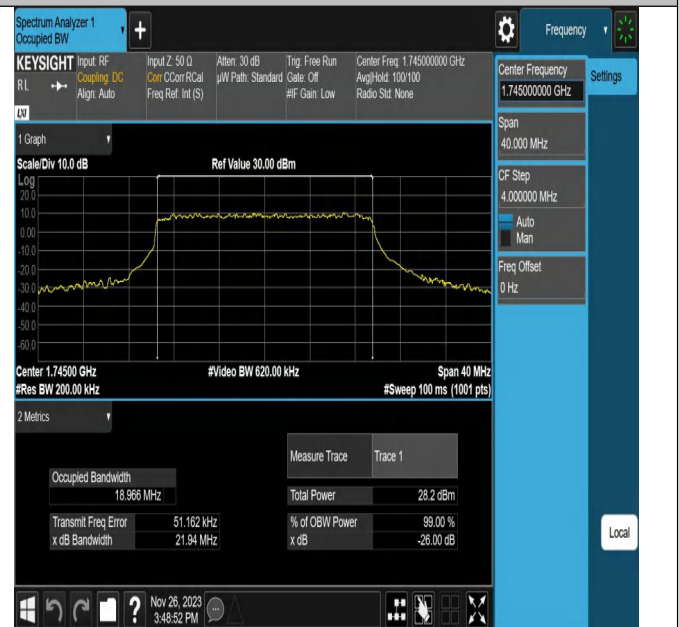 Spectrum Analyzer 1
Occupied BW
+
Frequency
KEYSIGHT
RL
LXI
Input: RF
Coupling: DC
Align: Auto
Input Z: 50 Ω
Corr CCorr RCal
Freq Ref: Int (S)
Atten: 30 dB
µW Path: Standard
Trig: Free Run
Gate: Off
#IF Gain: Low
Center Freq: 1.745000000 GHz
Avg|Hold: 100/100
Radio Std: None
Center Frequency
1.745000000 GHz
Settings
Span
40.000 MHz
CF Step
4.000000 MHz
Auto
Man
Freq Offset
0 Hz
Local
1 Graph
Scale/Div 10.0 dB
Ref Value 30.00 dBm
Log
20.0
10.0
0.00
-10.0
-20.0
-30.0
-40.0
-50.0
-60.0
Center 1.74500 GHz
#Video BW 620.00 kHz
Span 40 MHz
#Res BW 200.00 kHz
#Sweep 100 ms (1001 pts)
2 Metrics
Measure Trace
Trace 1
Occupied Bandwidth
18.966 MHz
Total Power
28.2 dBm
Transmit Freq Error
51.162 kHz
% of OBW Power
99.00 %
x dB Bandwidth
21.94 MHz
x dB
-26.00 dB
?
Nov 26, 2023
3:48:52 PM